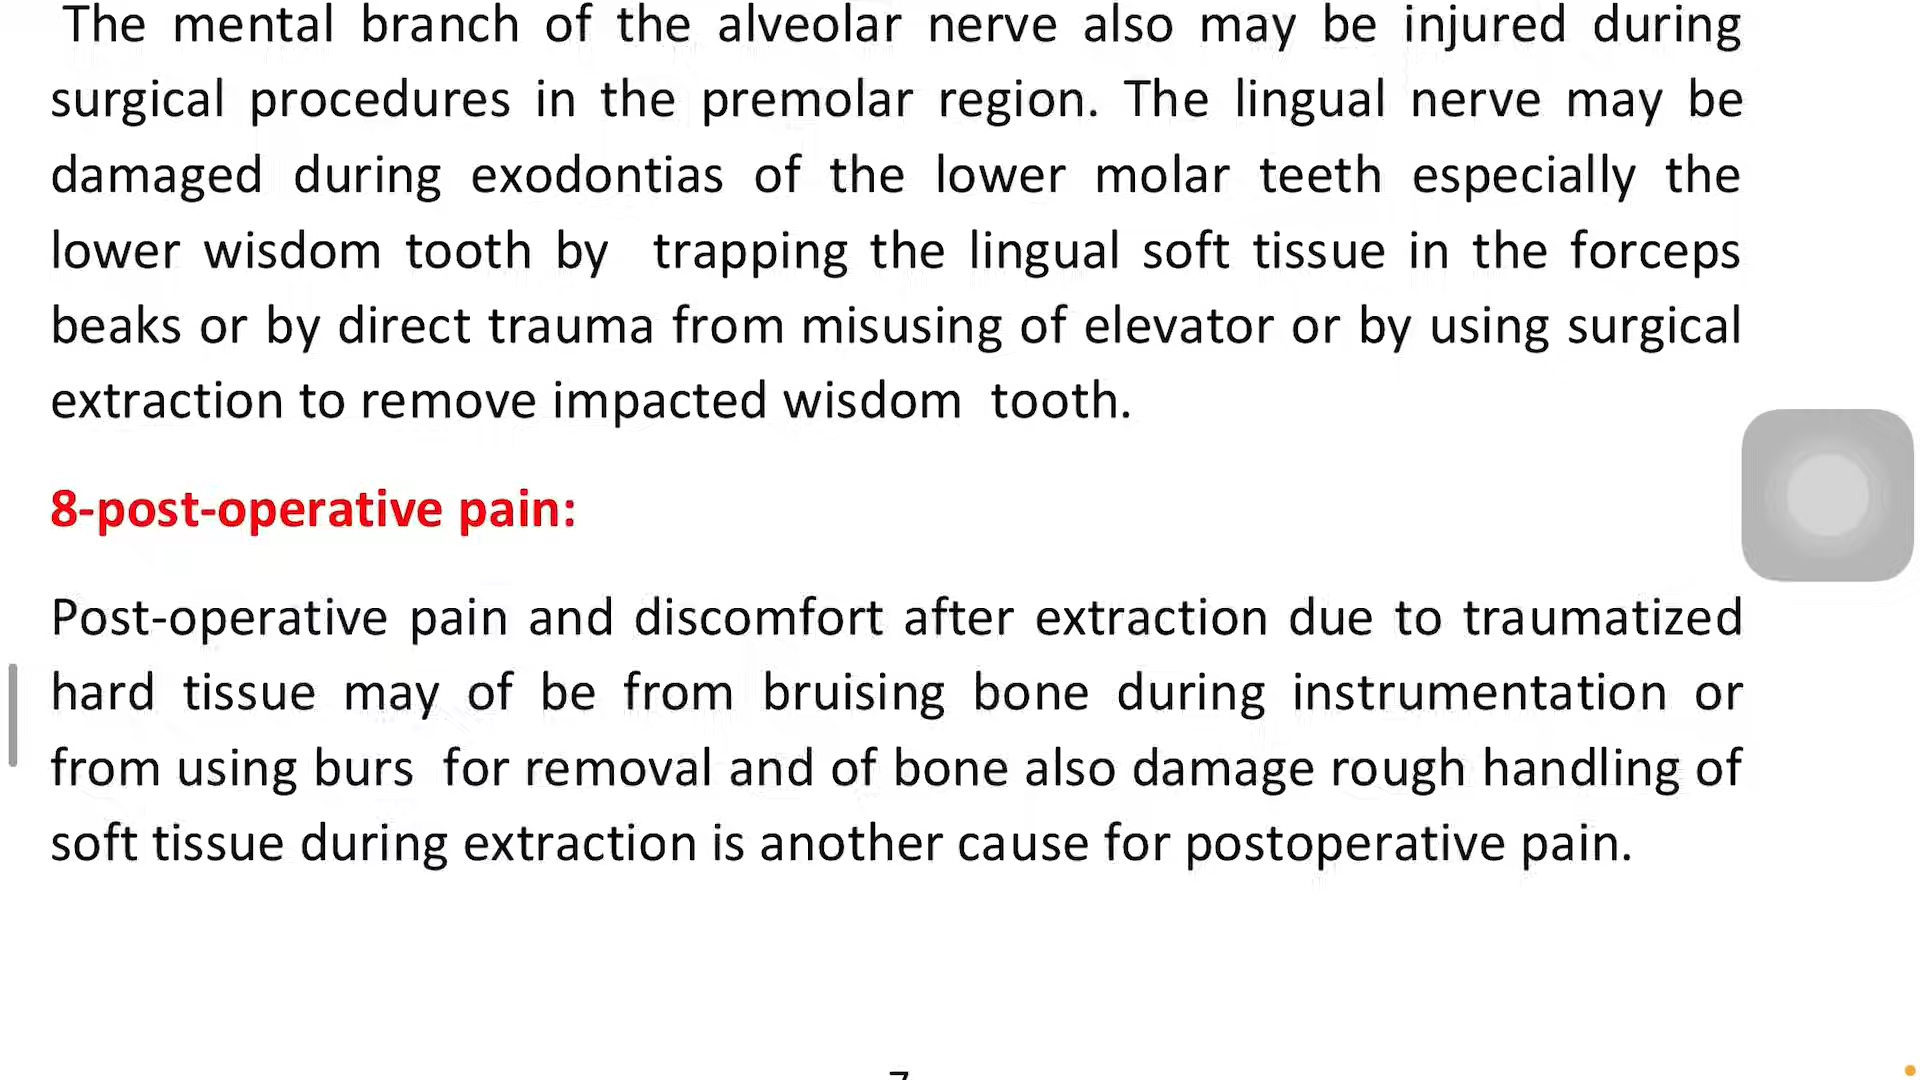 The mental branch of the alveolar nerve also may be injured during
surgical procedures in the premolar region. The lingual nerve may be
damaged during exodontias of the lower molar teeth especially the
lower wisdom tooth by trapping the lingual soft tissue in the forceps
beaks or by direct trauma from misusing of elevator or by using surgical
extraction to remove impacted wisdom tooth.
8-post-operative pain:
Post-operative pain and discomfort after extraction due to traumatized
hard tissue may of be from bruising bone during instrumentation or
from using burs for removal and of bone also damage rough handling of
soft tissue during extraction is another cause for postoperative pain.